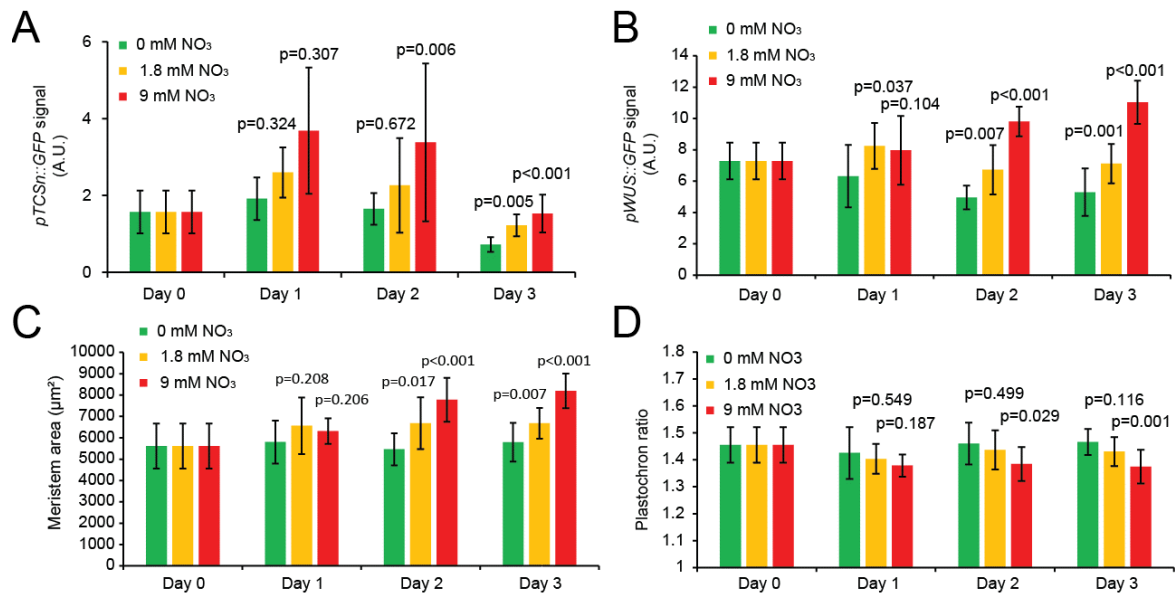 A
0 mM NO₃
1.8 mM NO₃
9 mM NO₃
pTCSn::GFP signal
(A.U.)
6
4
2
0
p=0.324
p=0.307
p=0.672
p=0.006
p=0.005
p<0.001
Day 0
Day 1
Day 2
Day 3
B
0 mM NO₃
1.8 mM NO₃
9 mM NO₃
pWUS::GFP signal
(A.U.)
14
12
10
8
6
4
2
0
p=0.037
p=0.104
p=0.007
p<0.001
p=0.001
p<0.001
Day 0
Day 1
Day 2
Day 3
C
0 mM NO₃
1.8 mM NO₃
9 mM NO₃
Meristem area (µm²)
10000
9000
8000
7000
6000
5000
4000
3000
2000
1000
0
p=0.208
p=0.206
p=0.017
p<0.001
p=0.007
p<0.001
Day 0
Day 1
Day 2
Day 3
D
0 mM NO3
1.8 mM NO3
9 mM NO3
Plastochron ratio
1.8
1.7
1.6
1.5
1.4
1.3
1.2
1.1
1
p=0.549
p=0.187
p=0.499
p=0.029
p=0.116
p=0.001
Day 0
Day 1
Day 2
Day 3